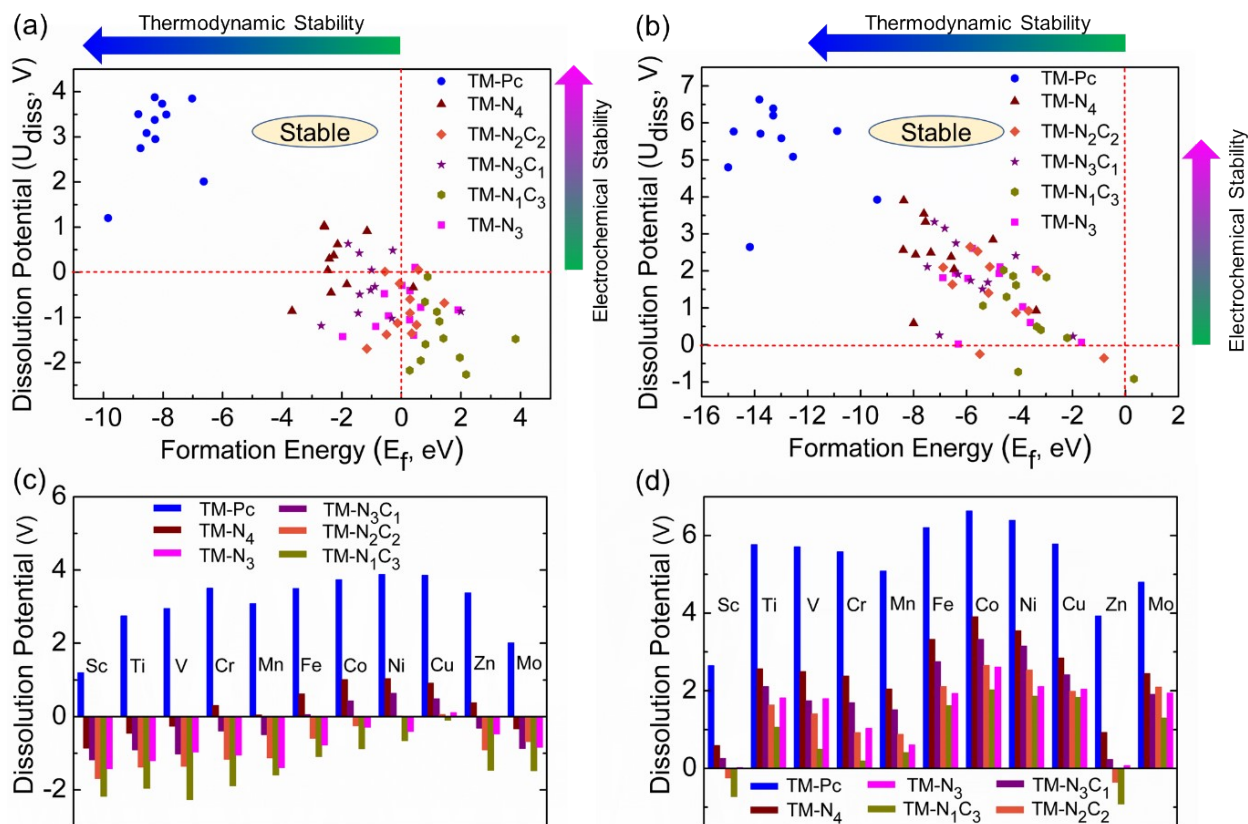 (a)
Thermodynamic Stability
Dissolution Potential (U_diss, V)
4
3
2
1
0
-1
-2
-10 -8 -6 -4 -2 0 2 4
Formation Energy (E_f, eV)
Stable
TM-Pc
TM-N₄
TM-N₂C₂
TM-N₃C₁
TM-N₁C₃
TM-N₃
Electrochemical Stability
(b)
Thermodynamic Stability
Dissolution Potential (U_diss, V)
7
6
5
4
3
2
1
0
-1
-16 -14 -12 -10 -8 -6 -4 -2 0 2
Formation Energy (E_f, eV)
Stable
TM-Pc
TM-N₄
TM-N₂C₂
TM-N₃C₁
TM-N₁C₃
TM-N₃
Electrochemical Stability
(c)
Dissolution Potential (V)
6
4
2
0
-2
TM-Pc TM-N₃C₁
TM-N₄ TM-N₂C₂
TM-N₃ TM-N₁C₃
Sc Ti V Cr Mn Fe Co Ni Cu Zn Mo
(d)
Dissolution Potential (V)
6
4
2
0
Sc Ti V Cr Mn Fe Co Ni Cu Zn Mo
TM-Pc TM-N₃ TM-N₃C₁
TM-N₄ TM-N₁C₃ TM-N₂C₂